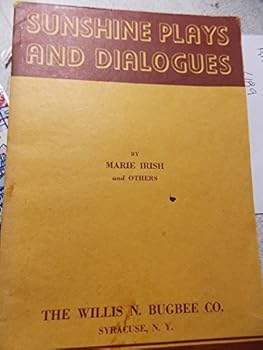 SUNSHINE PLAYS
AND DIALOGUES
BY
MARIE IRISH
and OTHERS
THE WILLIS N. BUGBEE CO.
SYRACUSE, N. Y.